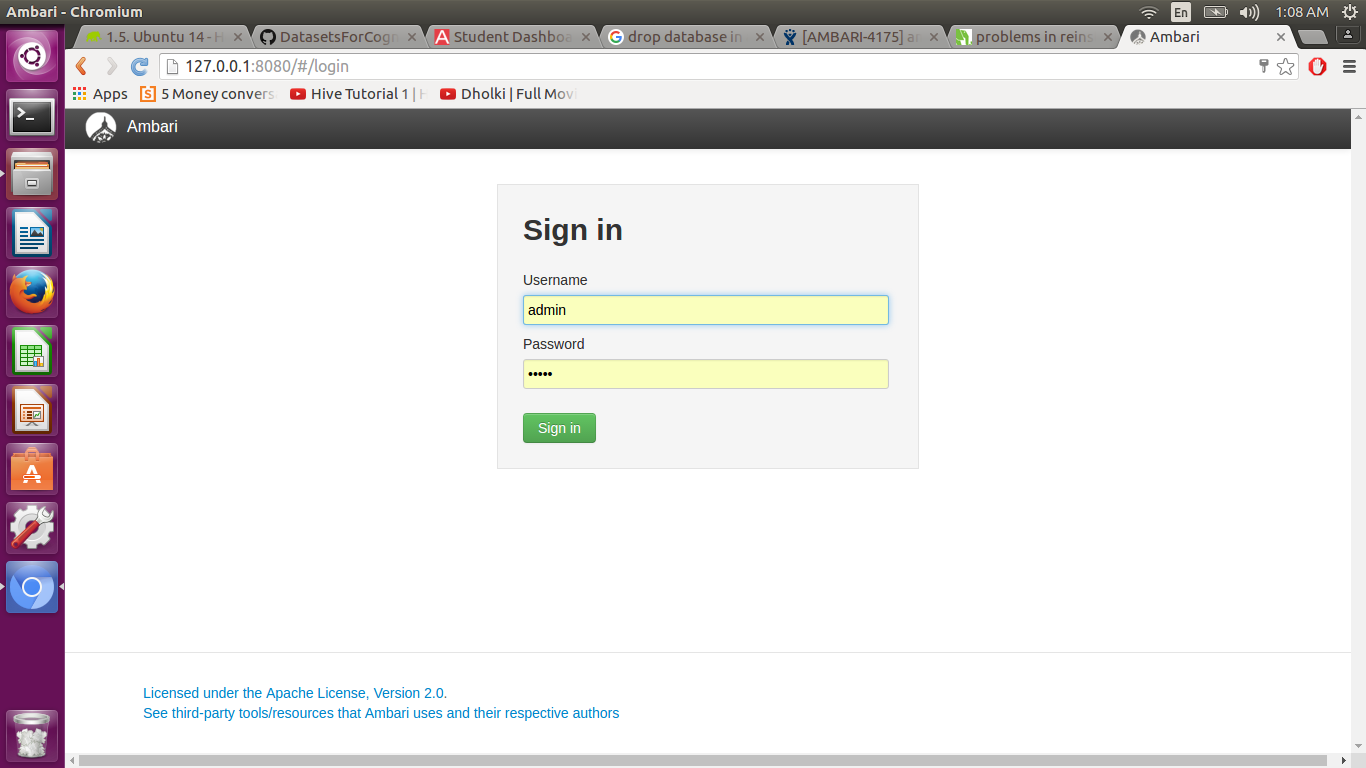 Ambari - Chromium
En
1:08 AM
1.5. Ubuntu 14 - H
DatasetsForCogn
Student Dashboa
drop database in
[AMBARI-4175] a
problems in reins
Ambari
127.0.0.1:8080/#/login
Apps
5 Money convers
Hive Tutorial 1 | H
Dholki | Full Movi
Ambari
Sign in
Username
admin
Password
•••••
Sign in
Licensed under the Apache License, Version 2.0.
See third-party tools/resources that Ambari uses and their respective authors